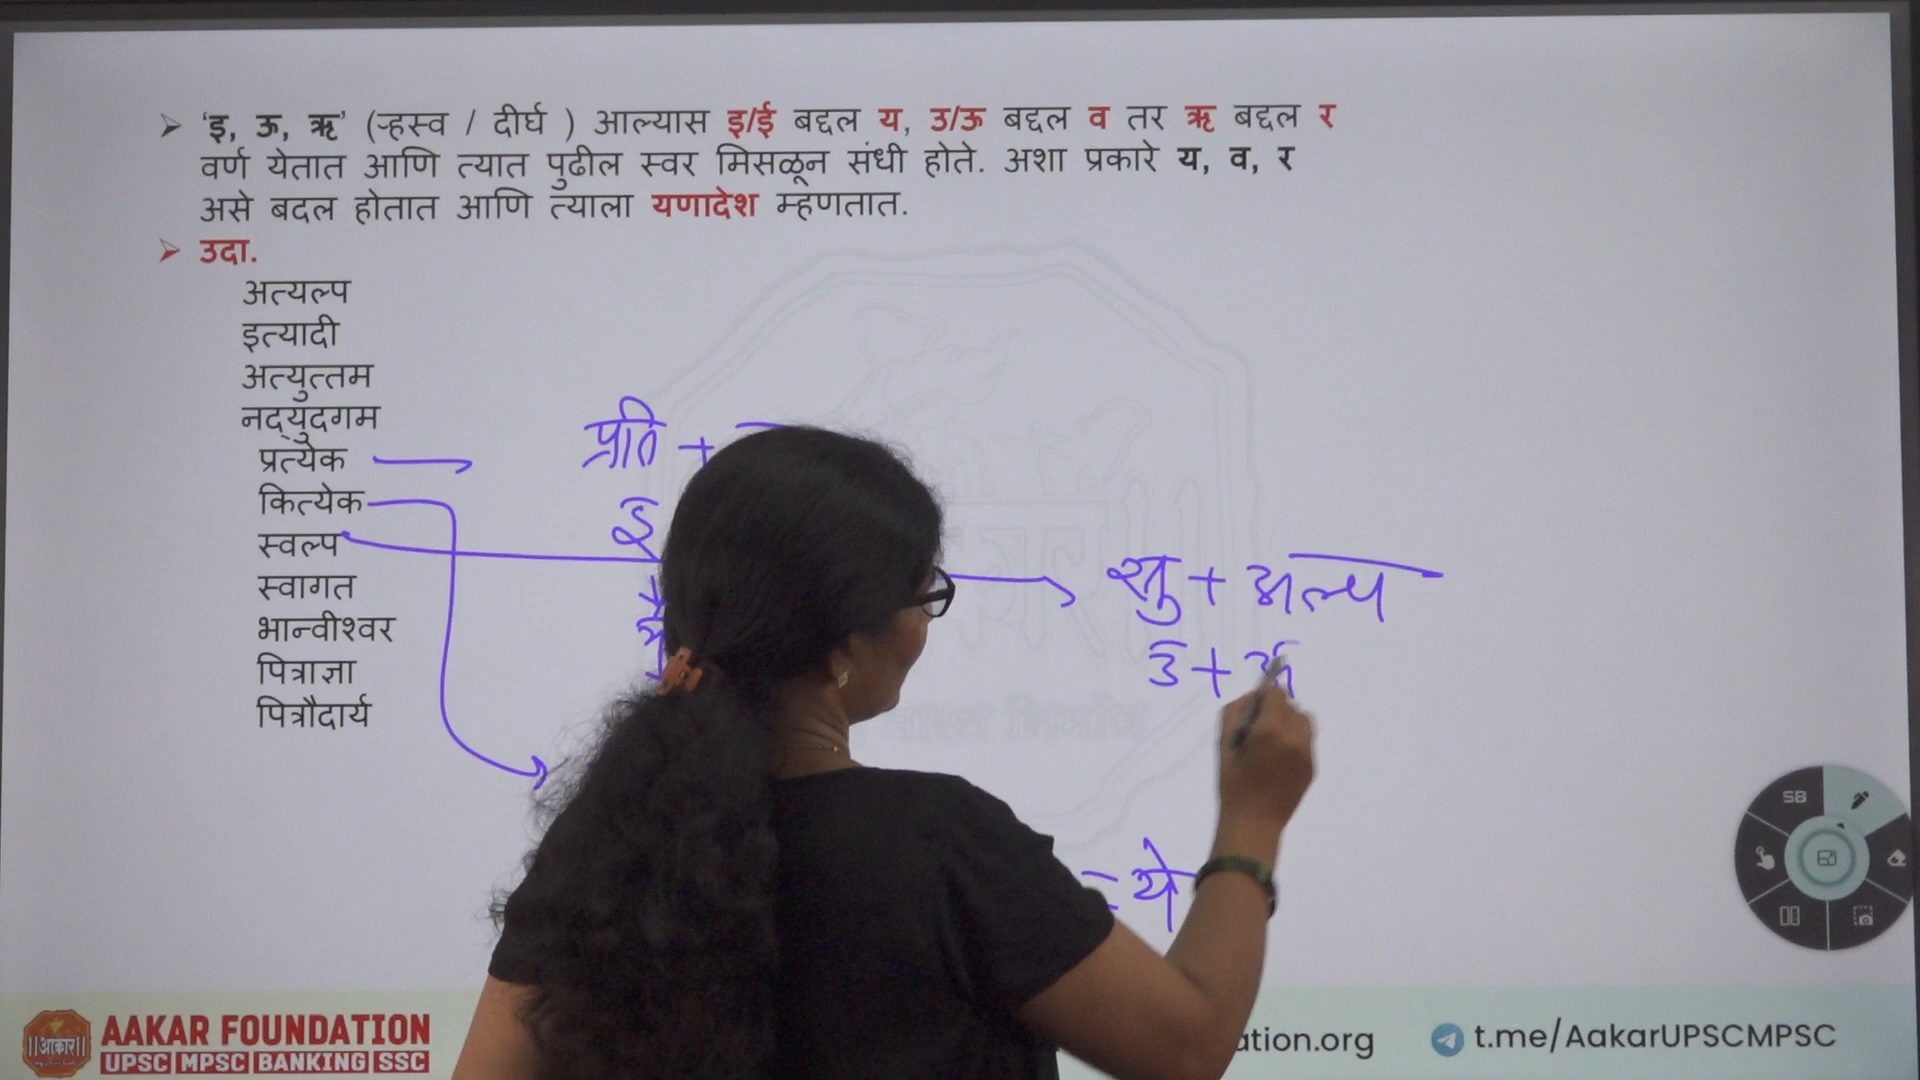 ➢ 'इ, ऊ, ऋ' (ऱ्हस्व / दीर्घ ) आल्यास इ/ई बद्दल य, उ/ऊ बद्दल व तर ऋ बद्दल र
वर्ण येतात आणि त्यात पुढील स्वर मिसळून संधी होते. अशा प्रकारे य, व, र
असे बदल होतात आणि त्याला यणादेश म्हणतात.
➢ उदा.
अत्यल्प
इत्यादी
अत्युत्तम
नद्युदगम
प्रत्येक
प्रति +
कित्येक
इ
स्वल्प
सु + अल्प
स्वागत
भान्वीश्वर
उ + अ
पित्राज्ञा
पित्रौदार्य
= ये
SB
||आकार||
AAKAR FOUNDATION
UPSC MPSC BANKING SSC
ation.org
t.me/AakarUPSCMPSC